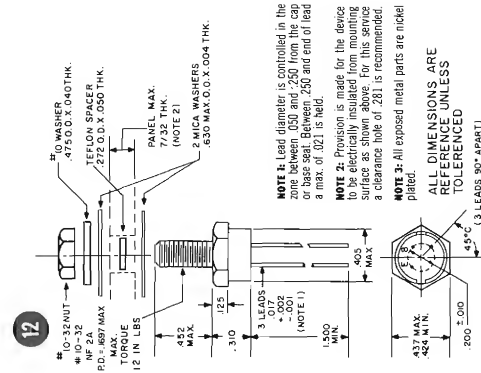 12
# 10 WASHER
.475 O.D. X .040 THK.
TEFLON SPACER
.272 O.D. X .050 THK.
PANEL MAX.
7/32 THK.
(NOTE 2)
2 MICA WASHERS
.630 MAX. O.D. X .004 THK.
# 10-32 NUT
# 10-32
NF 2A
P.D. = .1697 MAX
MAX.
TORQUE
12 IN LBS
.452
MAX.
.125
.310
3 LEADS
.017
+.002
-.001
(NOTE 1)
1.500
MIN.
.405
MAX
NOTE 1: Lead diameter is controlled in the
zone between .050 and .250 from the cap
or base seat. Between .250 and end of lead
a max. of .021 is held.
NOTE 2: Provision is made for the device
to be electrically insulated from mounting
surface as shown above. For this service
a clearance hole of .281 is recommended.
NOTE 3: All exposed metal parts are nickel
plated.
ALL DIMENSIONS ARE
REFERENCE UNLESS
TOLERENCED
.437 MAX.
.424 MIN.
E
B
C
45°
(3 LEADS 90° APART)
.200 ±.010